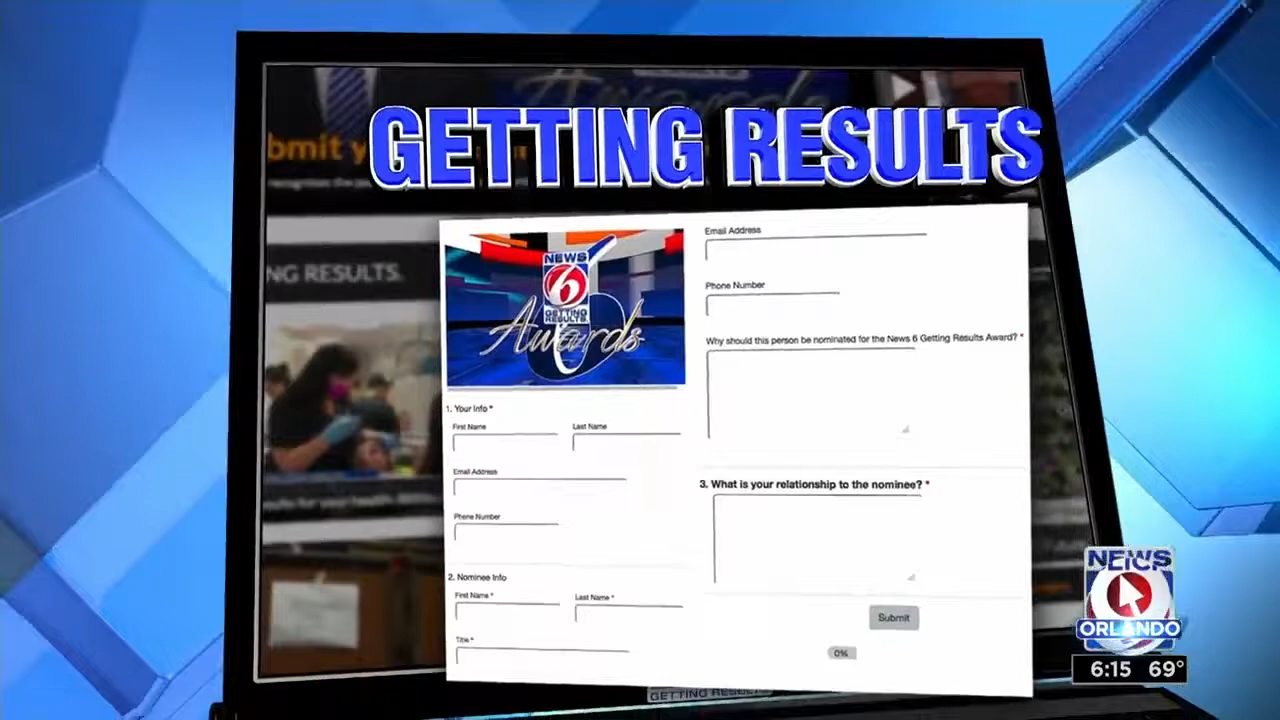 GETTING RESULTS
bmit y
NG RESULTS.
NEWS
6
GETTING
RESULTS
Awards
1. Your Info *
First Name
Last Name
Email Address
Phone Number
2. Nominee Info
First Name *
Last Name *
Title *
Email Address
Phone Number
Why should this person be nominated for the News 6 Getting Results Award? *
3. What is your relationship to the nominee? *
Submit
0%
GETTING RESULTS
NEWS
ORLANDO
6:15 69°